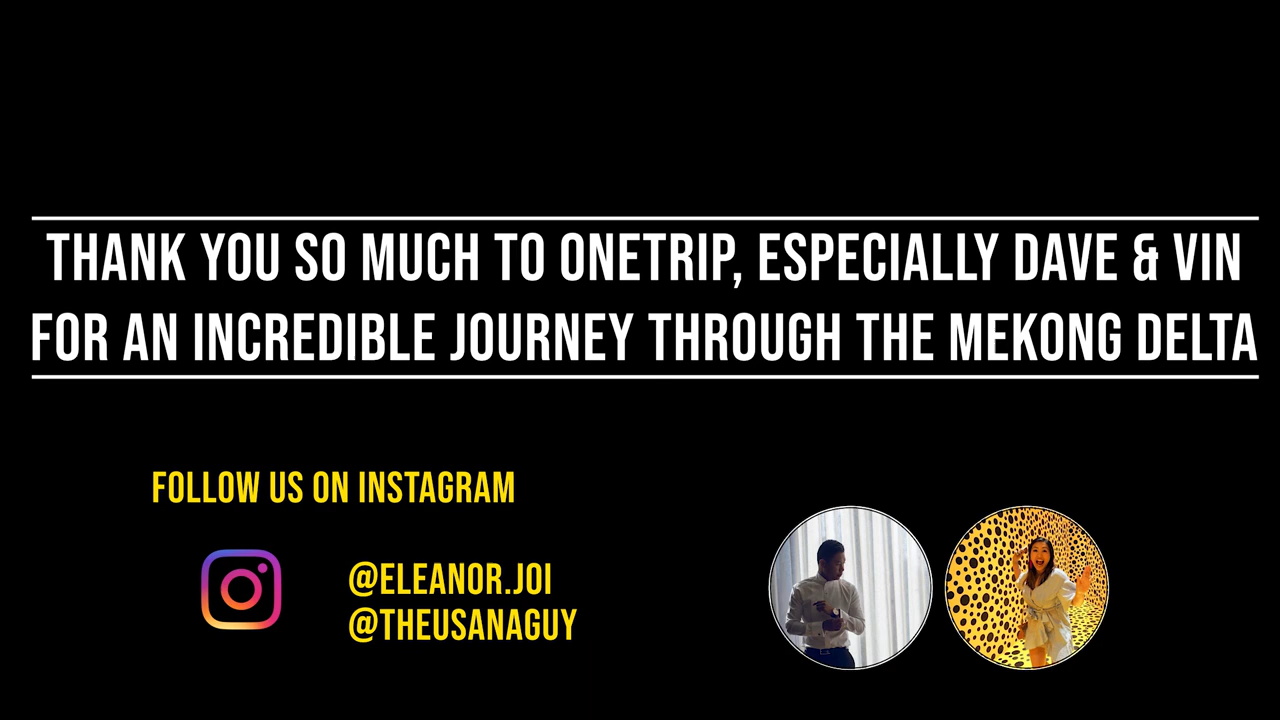 THANK YOU SO MUCH TO ONETRIP, ESPECIALLY DAVE & VIN
FOR AN INCREDIBLE JOURNEY THROUGH THE MEKONG DELTA
FOLLOW US ON INSTAGRAM
@ELEANOR.JOI
@THEUSANAGUY